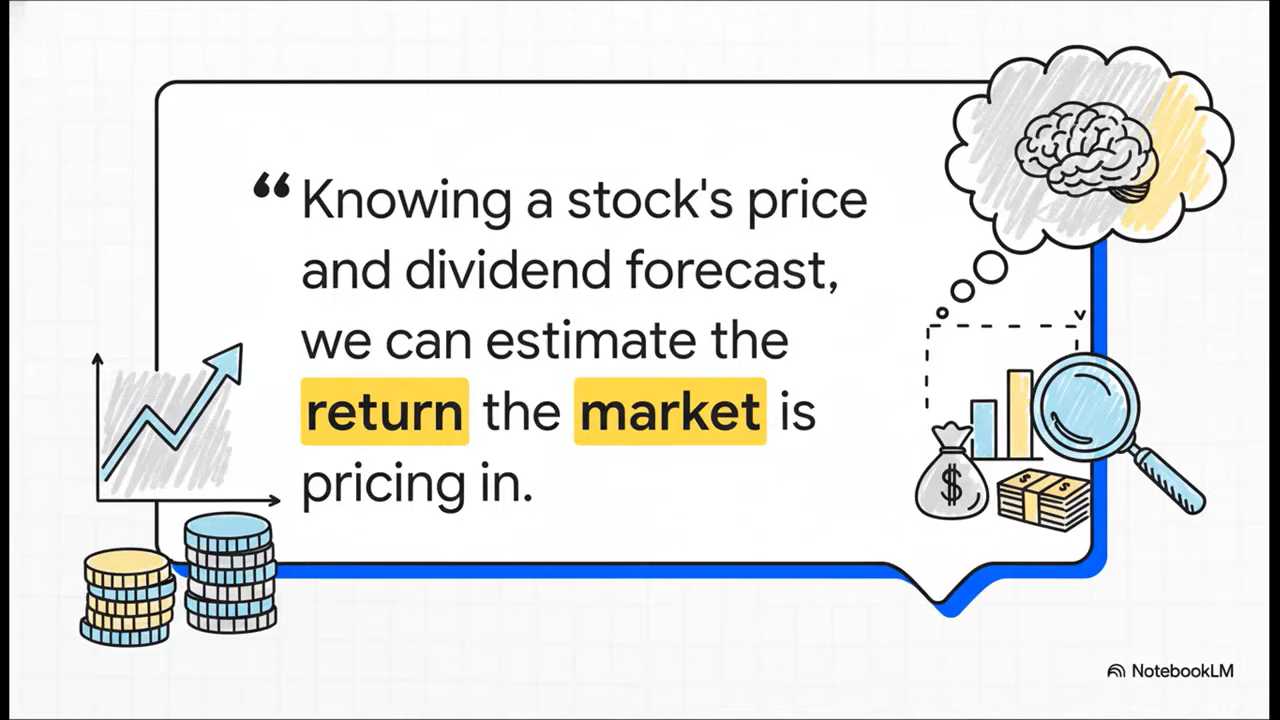 “Knowing a stock's price
and dividend forecast,
we can estimate the
return the market is
pricing in.
$
$ $
NotebookLM